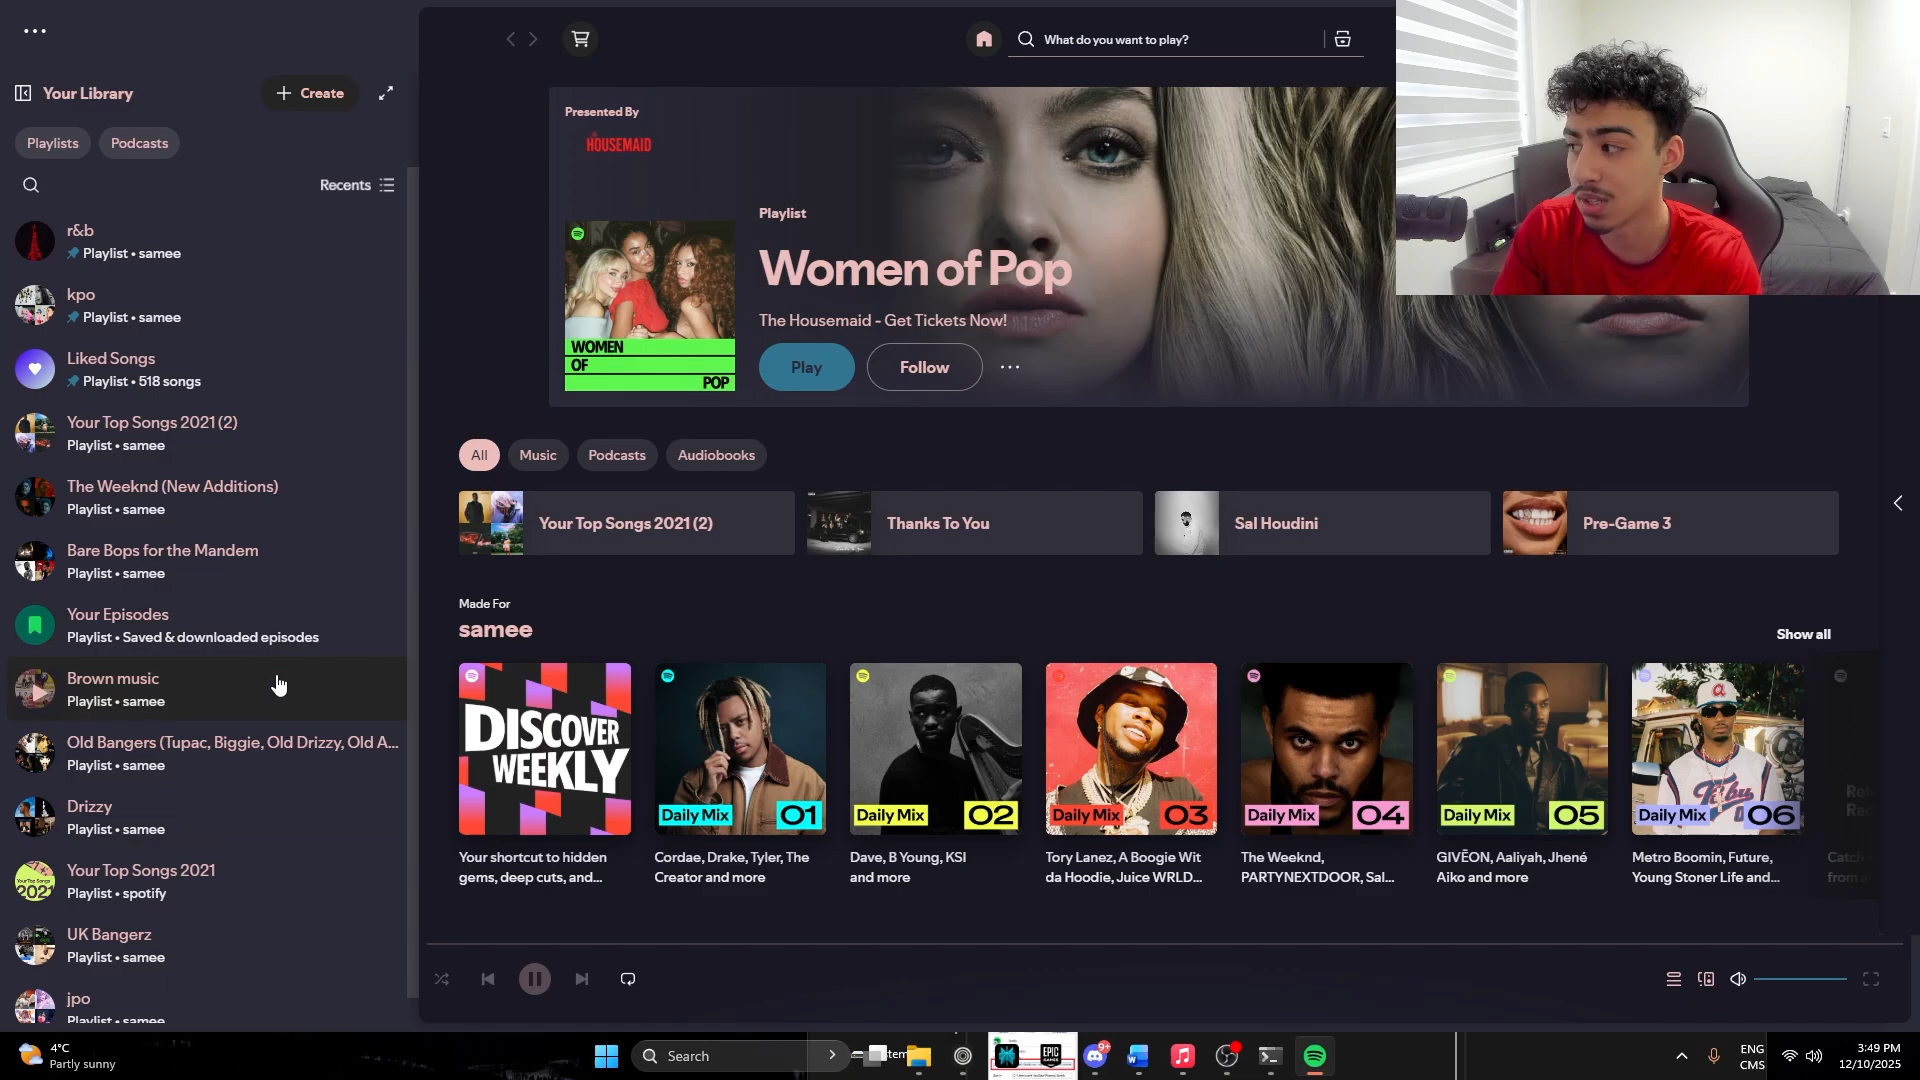 Your Library
Create
Playlists
Podcasts
Recents
r&b
Playlist • samee
kpo
Playlist • samee
Liked Songs
Playlist • 518 songs
Your Top Songs 2021 (2)
Playlist • samee
The Weeknd (New Additions)
Playlist • samee
Bare Bops for the Mandem
Playlist • samee
Your Episodes
Playlist • Saved & downloaded episodes
Brown music
Playlist • samee
Old Bangers (Tupac, Biggie, Old Drizzy, Old A...
Playlist • samee
Drizzy
Playlist • samee
Your Top Songs 2021
Playlist • spotify
UK Bangerz
Playlist • samee
jpo
Playlist • samee
What do you want to play?
Presented By
HOUSEMAID
Playlist
Women of Pop
The Housemaid - Get Tickets Now!
Play
Follow
WOMEN
OF
POP
All
Music
Podcasts
Audiobooks
Your Top Songs 2021 (2)
Thanks To You
Sal Houdini
Pre-Game 3
Made For
samee
Show all
DISCOVER
WEEKLY
Daily Mix 01
Daily Mix 02
Daily Mix 03
Daily Mix 04
Daily Mix 05
Daily Mix 06
Your shortcut to hidden
gems, deep cuts, and...
Cordae, Drake, Tyler, The
Creator and more
Dave, B Young, KSI
and more
Tory Lanez, A Boogie Wit
da Hoodie, Juice WRLD...
The Weeknd,
PARTYNEXTDOOR, Sal...
GIVĒON, Aaliyah, Jhené
Aiko and more
Metro Boomin, Future,
Young Stoner Life and...
4°C
Partly sunny
Search
EPIC
9+
ENG
CMS
3:49 PM
12/10/2025